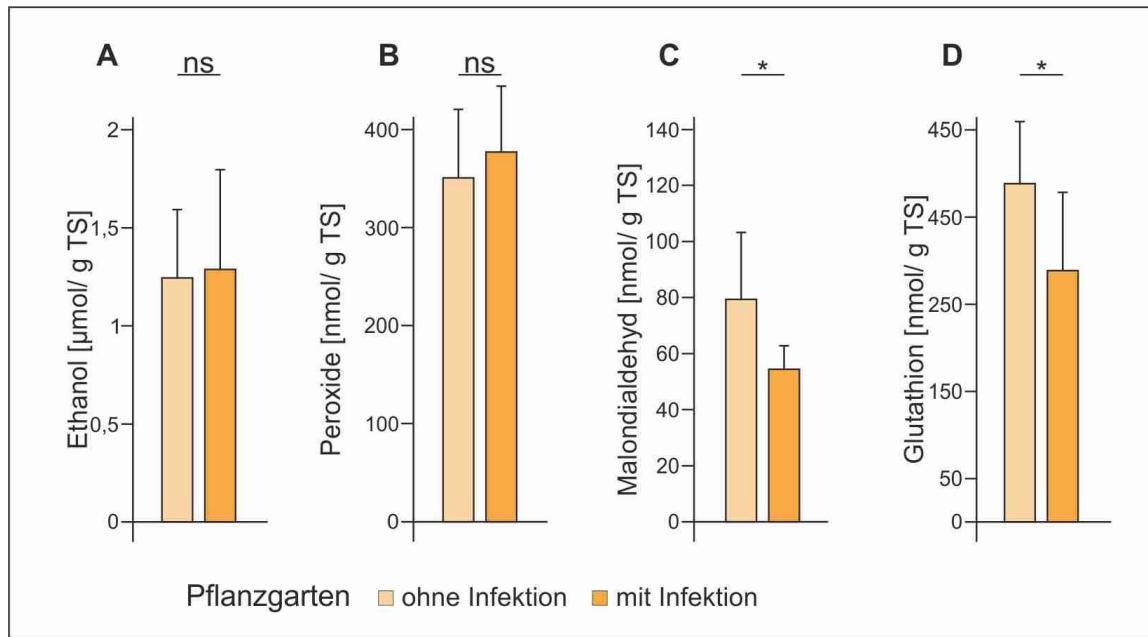 A
ns
2
1,5
1
0,5
0
Ethanol [µmol/ g TS]
B
ns
400
300
200
100
0
Peroxide [nmol/ g TS]
C
*
140
120
100
80
60
40
20
0
Malondialdehyd [nmol/ g TS]
D
*
450
450
250
150
50
0
Glutathion [nmol/ g TS]
Pflanzgarten ohne Infektion mit Infektion